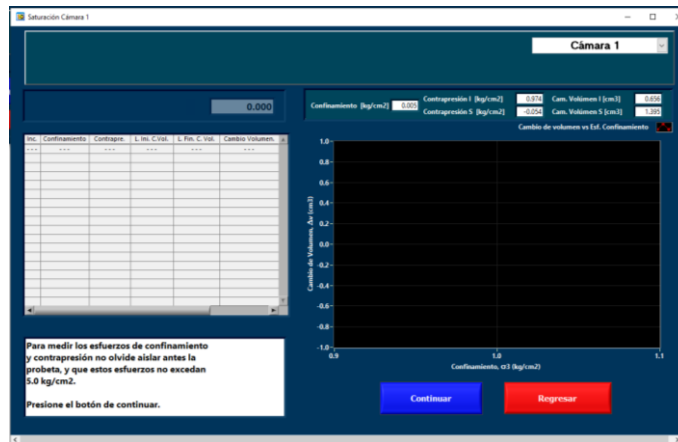 Saturación Cámara 1
Cámara 1
0.000
Confinamiento [kg/cm2] 0.005
Contrapresión I [kg/cm2] 0.974 Cam. Volúmen I [cm3] 0.656
Contrapresión S [kg/cm2] -0.054 Cam. Volúmen S [cm3] 1.395
Cambio de volumen vs Esf. Confinamiento
Inc. Confinamiento Contrapre. L. Ini. C.Vol. L. Fin. C. Vol. Cambio Volumen.
--- --- --- --- --- ---
1.0
0.8
0.6
0.4
0.2
0.0
-0.2
-0.4
-0.6
-0.8
-1.0
Cambio de Volumen, Δv (cm3)
0.9 1.0 1.1
Confinamiento, σ3 (kg/cm2)
Para medir los esfuerzos de confinamiento
y contrapresión no olvide aislar antes la
probeta, y que estos esfuerzos no excedan
5.0 kg/cm2.
Presione el botón de continuar.
Continuar
Regresar